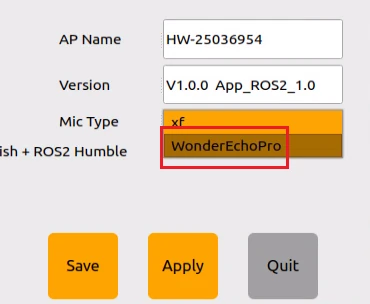 AP Name HW-25036954
Version V1.0.0 App_ROS2_1.0
Mic Type xf
WonderEchoPro
ish + ROS2 Humble
Save Apply Quit